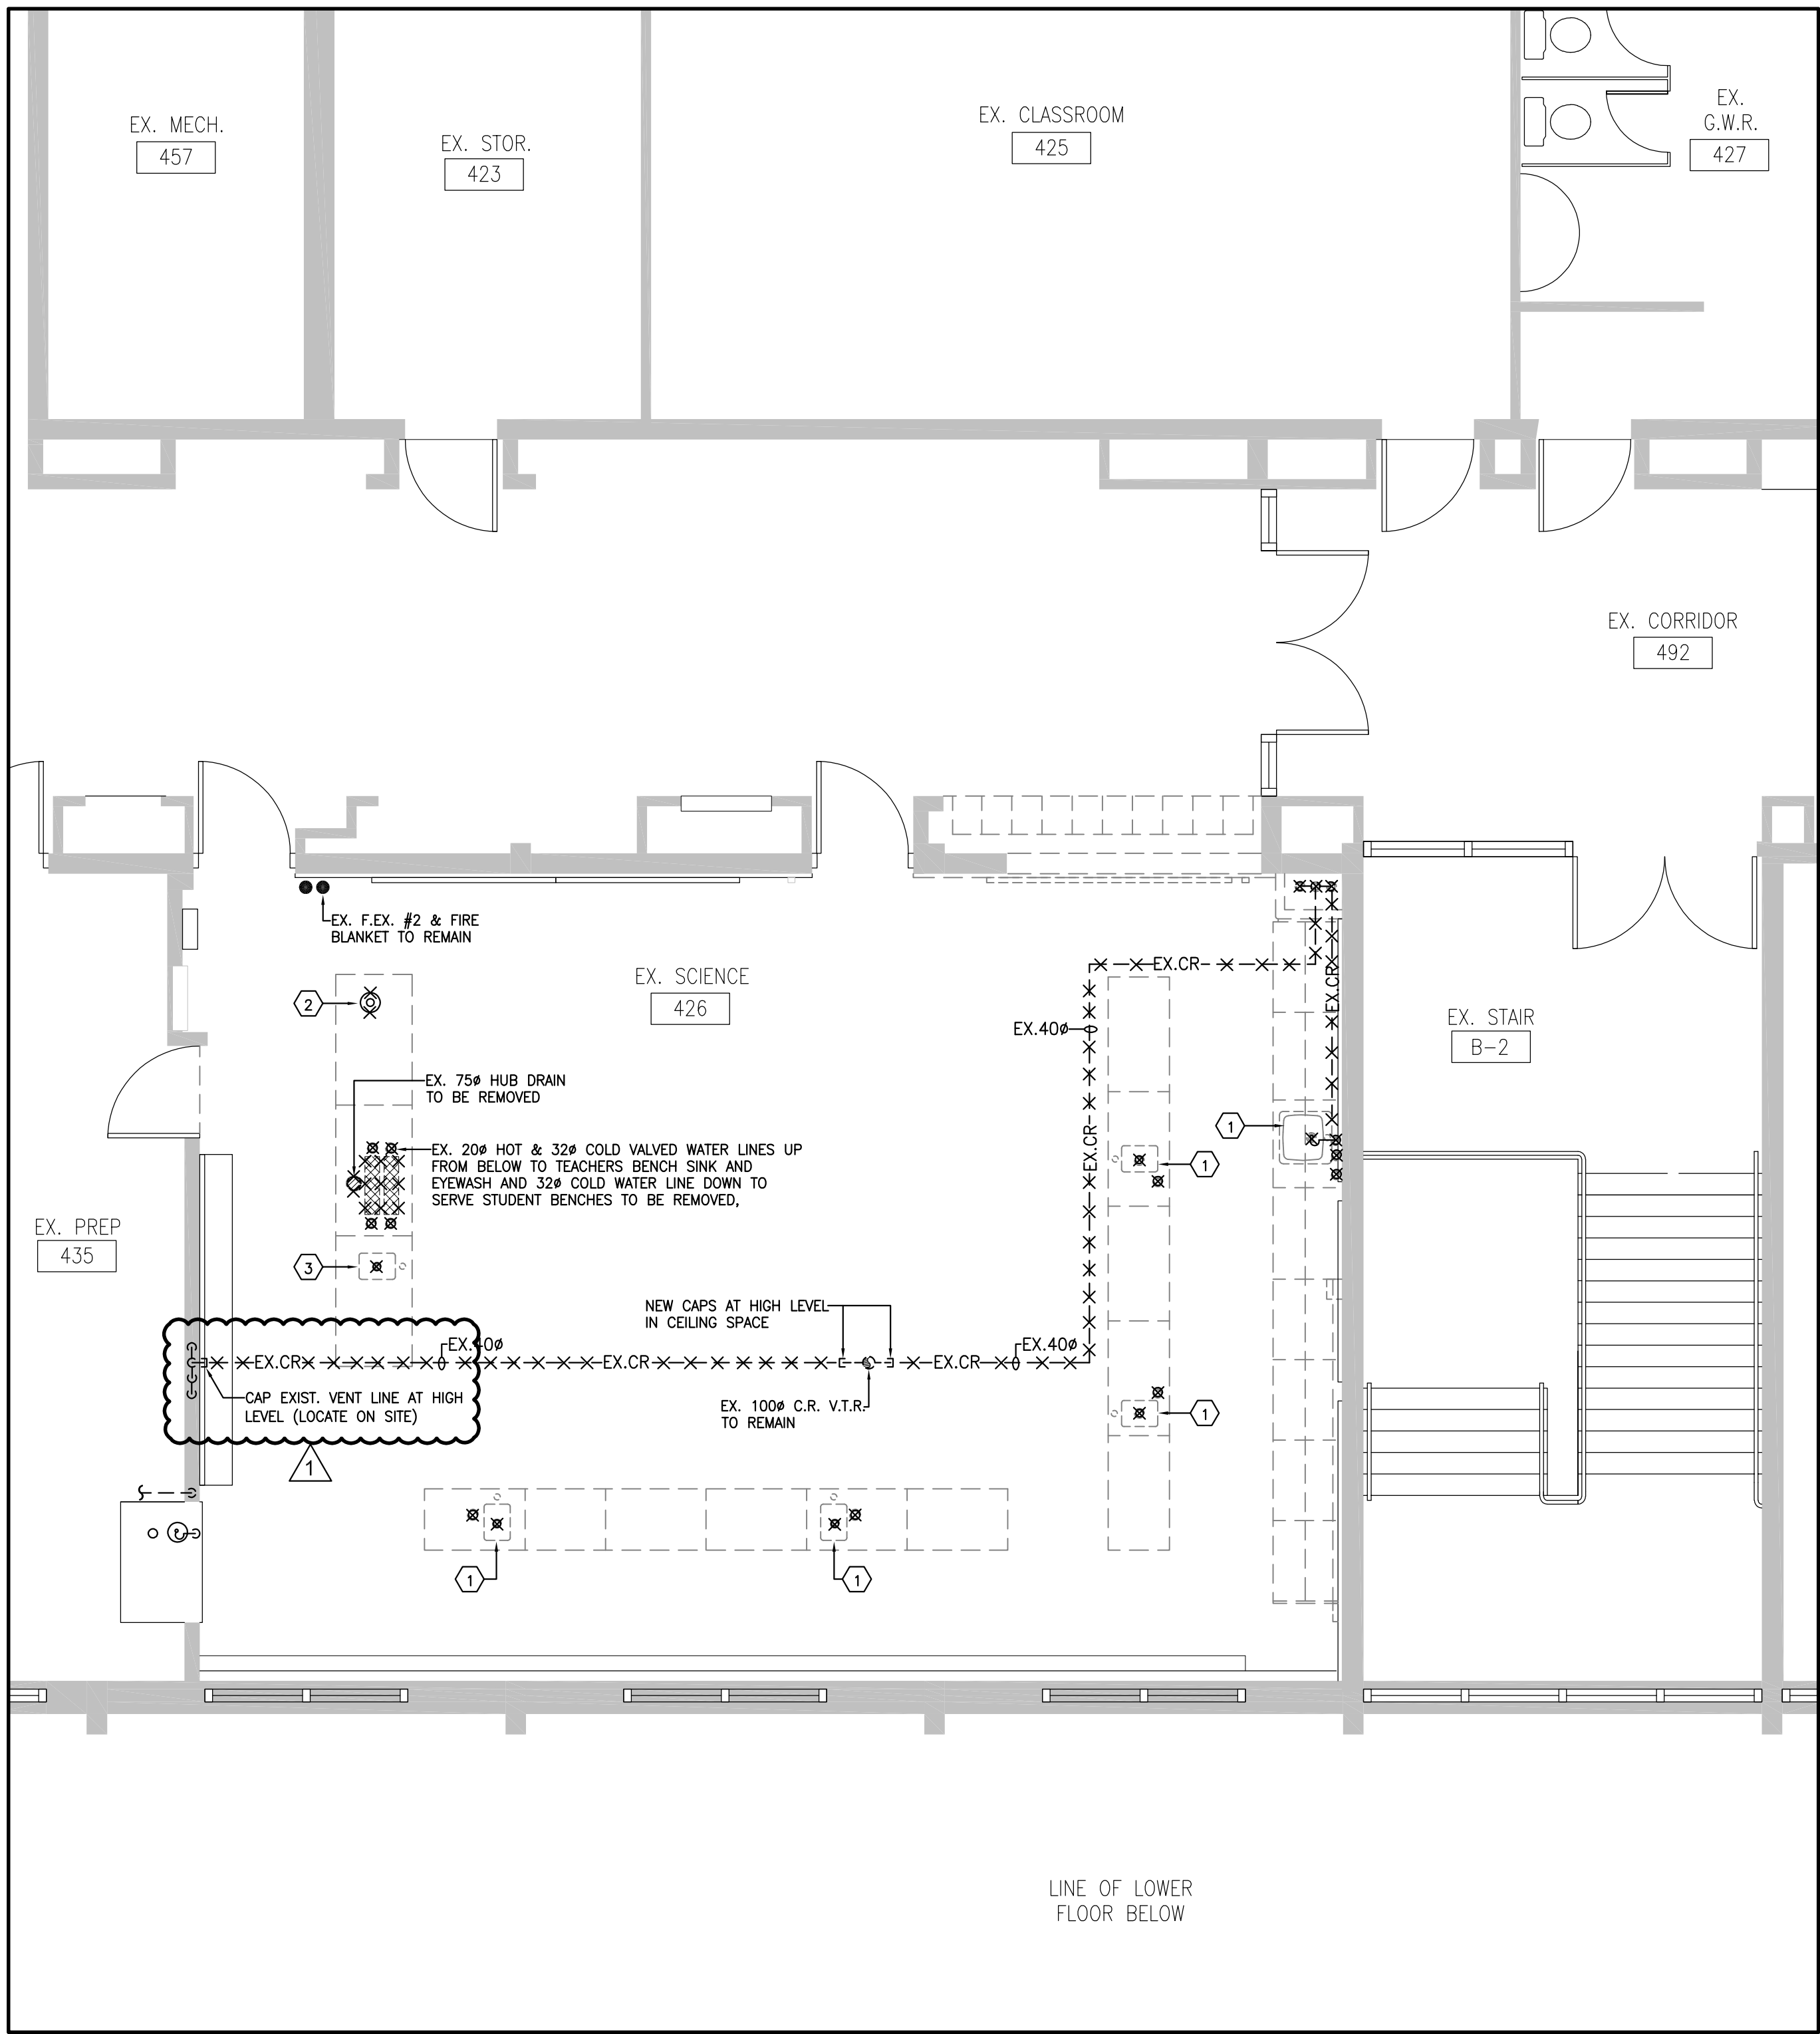 EX. MECH.
457
EX. STOR.
423
EX. CLASSROOM
425
EX.
G.W.R.
427
EX. CORRIDOR
492
EX. F.EX. #2 & FIRE
BLANKET TO REMAIN
EX. SCIENCE
426
EX.CR
EX.CR
2
EX.40ø
EX. STAIR
B-2
EX. 75ø HUB DRAIN
TO BE REMOVED
EX.CR
1
1
EX. 20ø HOT & 32ø COLD VALVED WATER LINES UP
FROM BELOW TO TEACHERS BENCH SINK AND
EYEWASH AND 32ø COLD WATER LINE DOWN TO
SERVE STUDENT BENCHES TO BE REMOVED,
EX. PREP
435
3
NEW CAPS AT HIGH LEVEL
IN CEILING SPACE
EX.40ø
EX.40ø
EX.CR
EX.CR
EX.CR
CAP EXIST. VENT LINE AT HIGH
LEVEL (LOCATE ON SITE)
EX. 100ø C.R. V.T.R.
TO REMAIN
1
1
1
1
LINE OF LOWER
FLOOR BELOW